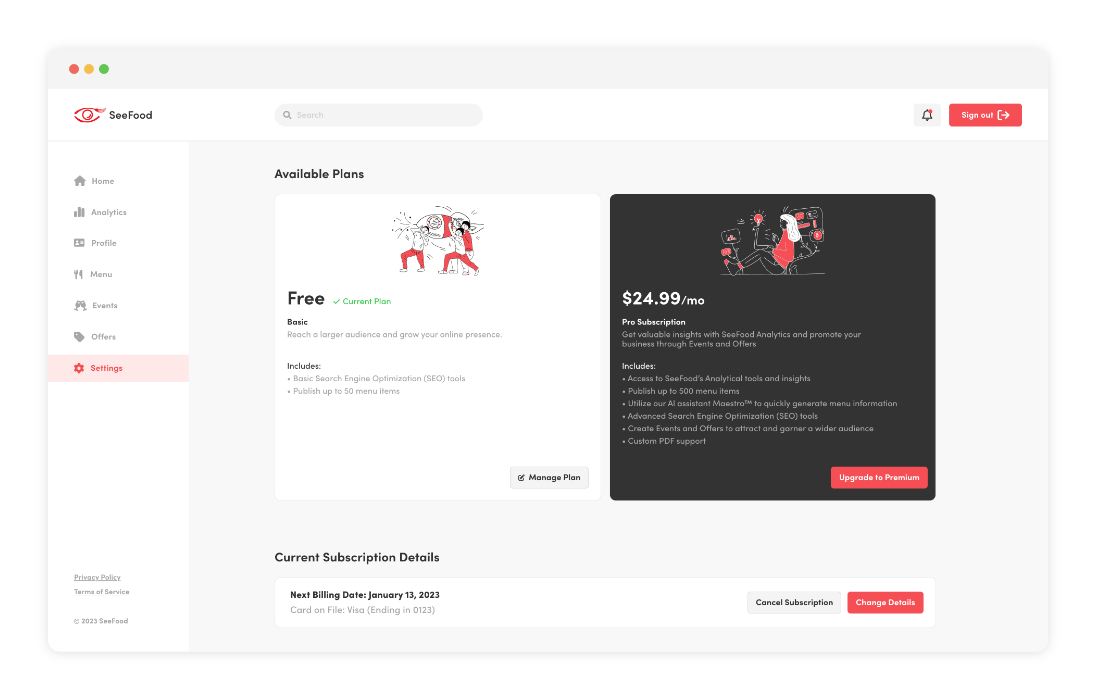 SeeFood
Search
Sign out
Home
Analytics
Profile
Menu
Events
Offers
Settings
Privacy Policy
Terms of Service
© 2023 SeeFood
Available Plans
Free
Current Plan
Basic
Reach a larger audience and grow your online presence.
Includes:
• Basic Search Engine Optimization (SEO) tools
• Publish up to 50 menu items
Manage Plan
$24.99/mo
Pro Subscription
Get valuable insights with SeeFood Analytics and promote your
business through Events and Offers
Includes:
• Access to SeeFood's Analytical tools and insights
• Publish up to 500 menu items
• Utilize our AI assistant Maestro™ to quickly generate menu information
• Advanced Search Engine Optimization (SEO) tools
• Create Events and Offers to attract and garner a wider audience
• Custom PDF support
Upgrade to Premium
Current Subscription Details
Next Billing Date: January 13, 2023
Card on File: Visa (Ending in 0123)
Cancel Subscription
Change Details